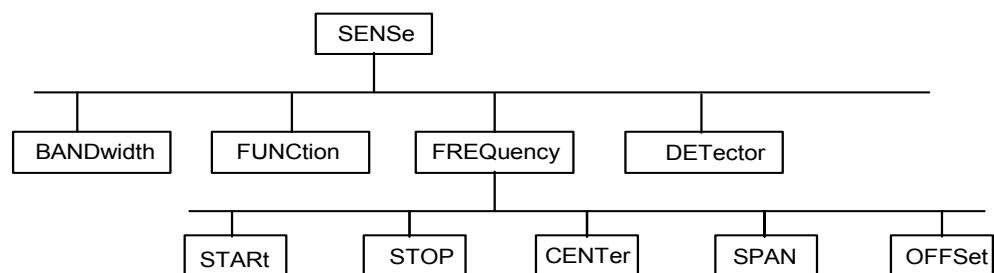 SENSe
BANDwidth FUNCtion FREQuency DETector
STARt STOP CENTer SPAN OFFSet